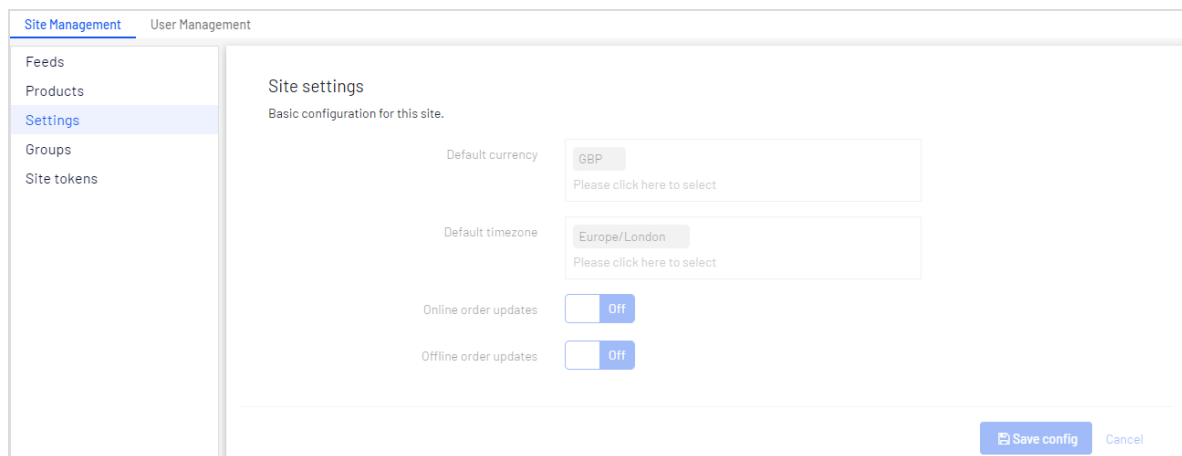 Site Management User Management
Feeds
Products
Settings
Groups
Site tokens
Site settings
Basic configuration for this site.
Default currency
GBP
Please click here to select
Default timezone
Europe/London
Please click here to select
Online order updates Off
Offline order updates Off
Save config Cancel